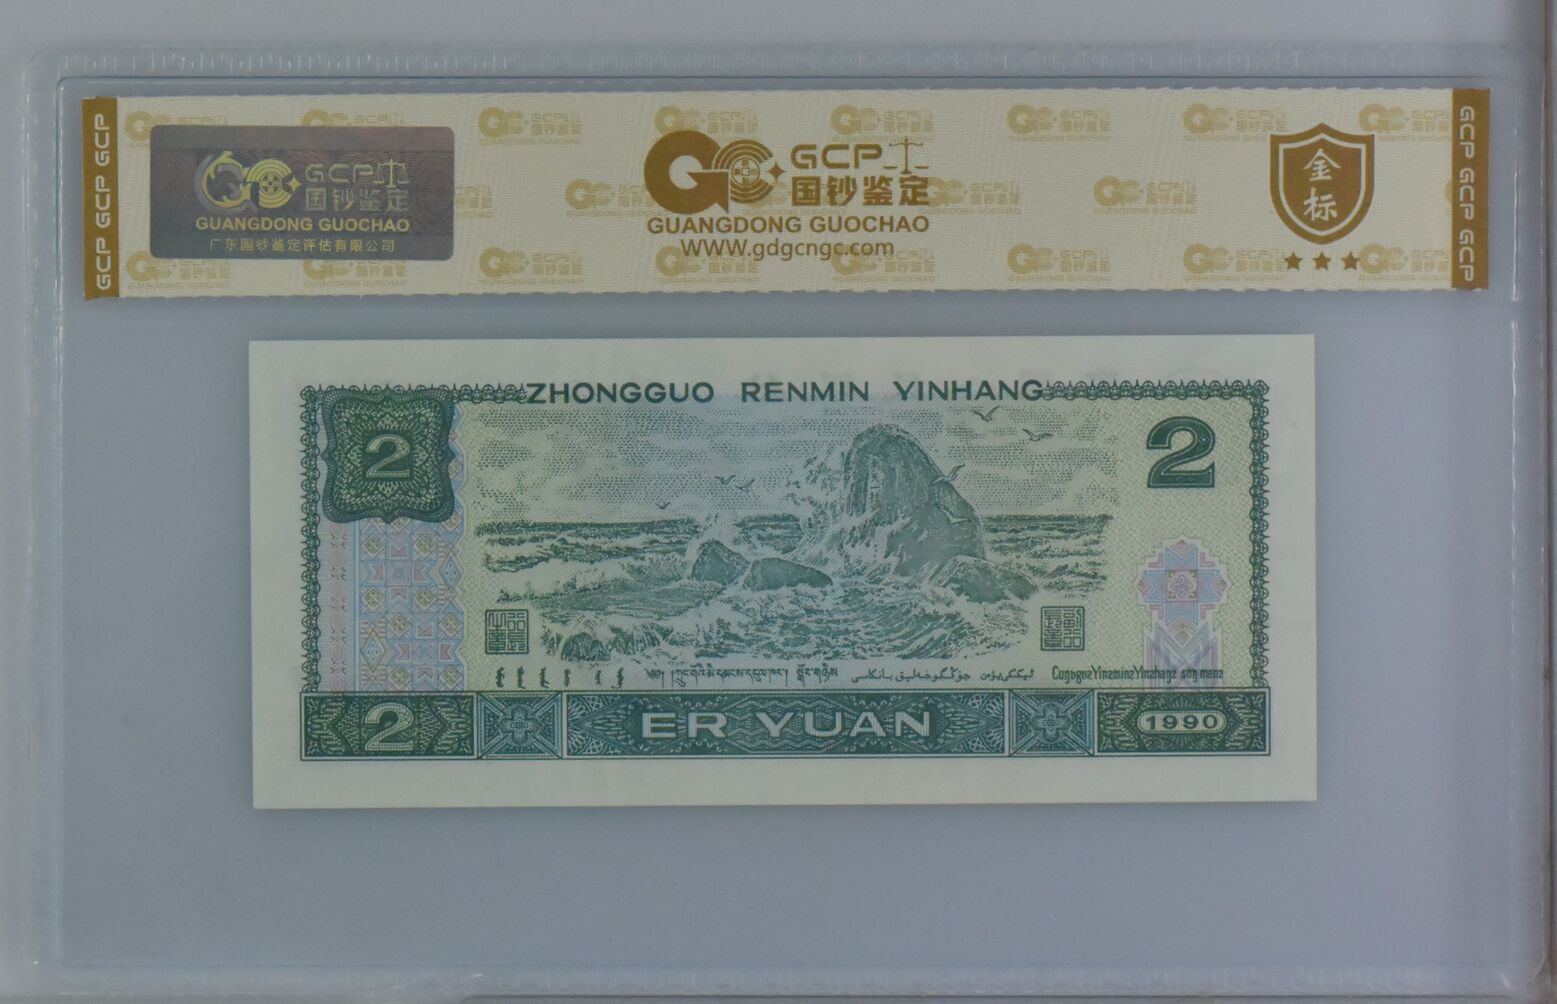 GCP GCP GCP
GCP
国钞鉴定
GUANGDONG GUOCHAO
广东国钞鉴定评估有限公司
GCP
国钞鉴定
GUANGDONG GUOCHAO
WWW.gdgcngc.com
金
标
GCP GCP GCP
ZHONGGUO RENMIN YINHANG
2
2
2
ER YUAN
1990